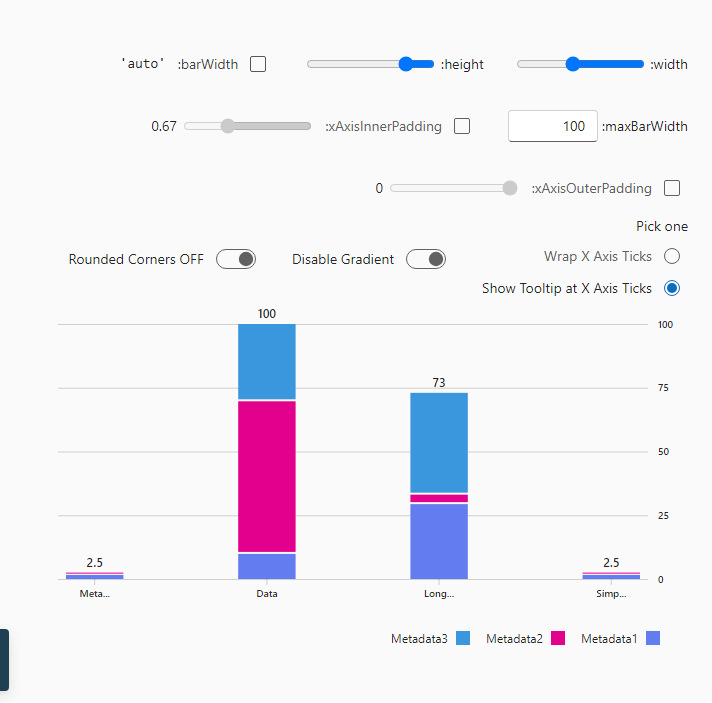 width:
height:
barWidth: 'auto'
maxBarWidth: 100
xAxisInnerPadding: 0.67
xAxisOuterPadding: 0
Pick one
Wrap X Axis Ticks
Show Tooltip at X Axis Ticks
Disable Gradient
Rounded Corners OFF
100
73
2.5
2.5
100
75
50
25
0
Meta...
Data
Long...
Simp...
Metadata3
Metadata2
Metadata1